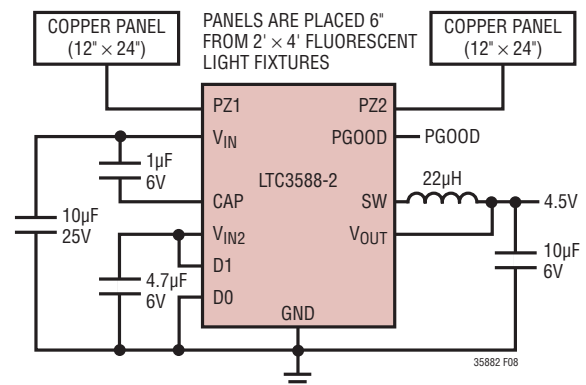 COPPER PANEL
(12" × 24")
PANELS ARE PLACED 6"
FROM 2' × 4' FLUORESCENT
LIGHT FIXTURES
COPPER PANEL
(12" × 24")
PZ1
PZ2
VIN
PGOOD
PGOOD
1µF
6V
LTC3588-2
22µH
CAP
SW
4.5V
10µF
25V
VIN2
VOUT
4.7µF
6V
D1
10µF
6V
D0
GND
35882 F08